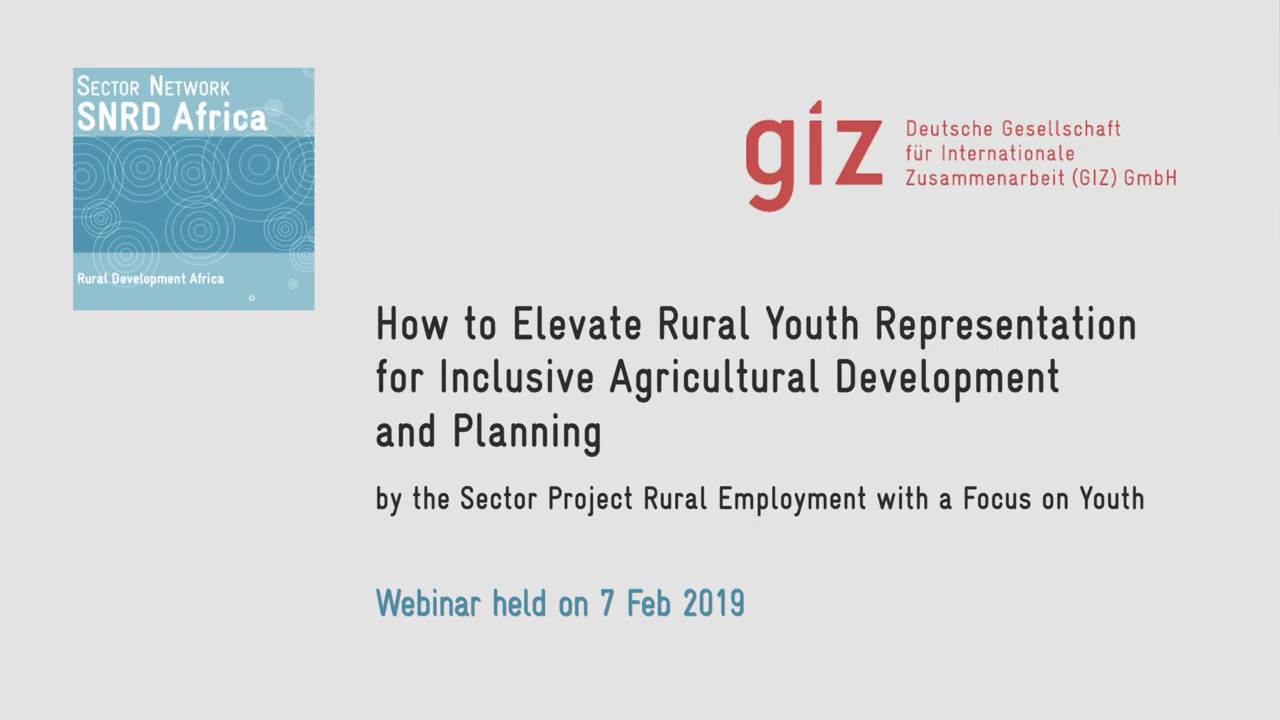 SECTOR NETWORK
SNRD Africa
Rural Development Africa
giz
Deutsche Gesellschaft
für Internationale
Zusammenarbeit (GIZ) GmbH
How to Elevate Rural Youth Representation
for Inclusive Agricultural Development
and Planning
by the Sector Project Rural Employment with a Focus on Youth
Webinar held on 7 Feb 2019